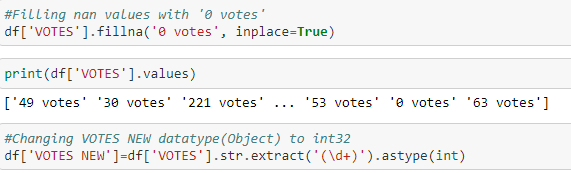 #Filling nan values with '0 votes'
df['VOTES'].fillna('0 votes', inplace=True)
print(df['VOTES'].values)
['49 votes' '30 votes' '221 votes' ... '53 votes' '0 votes' '63 votes']
#Changing VOTES NEW datatype(Object) to int32
df['VOTES NEW']=df['VOTES'].str.extract('(\d+)').astype(int)